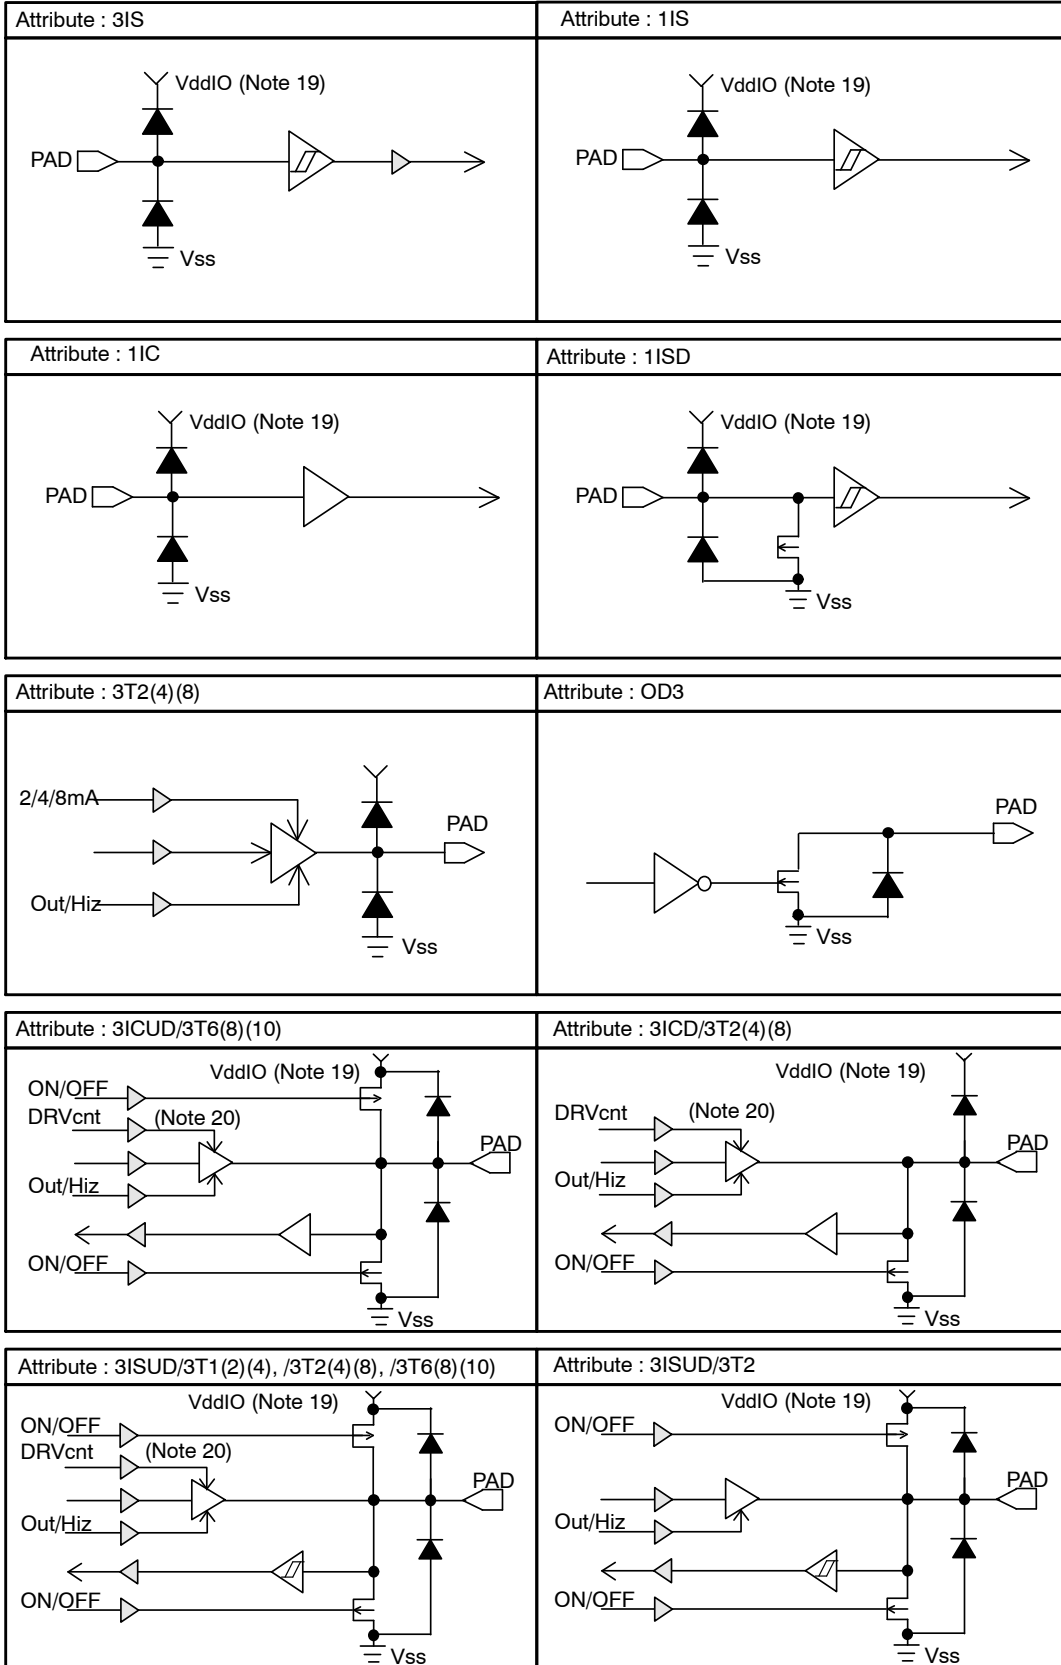 Attribute : 3IS
VddIO (Note 19)
PAD
Vss
Attribute : 1IS
VddIO (Note 19)
PAD
Vss
Attribute : 1IC
VddIO (Note 19)
PAD
Vss
Attribute : 1ISD
VddIO (Note 19)
PAD
Vss
Attribute : 3T2(4)(8)
2/4/8mA
PAD
Out/Hiz
Vss
Attribute : OD3
PAD
Vss
Attribute : 3ICUD/3T6(8)(10)
VddIO (Note 19)
ON/OFF
DRVcnt
(Note 20)
PAD
Out/Hiz
ON/OFF
Vss
Attribute : 3ICD/3T2(4)(8)
VddIO (Note 19)
DRVcnt
(Note 20)
PAD
Out/Hiz
ON/OFF
Vss
Attribute : 3ISUD/3T1(2)(4), /3T2(4)(8), /3T6(8)(10)
VddIO (Note 19)
ON/OFF
DRVcnt
(Note 20)
PAD
Out/Hiz
ON/OFF
Vss
Attribute : 3ISUD/3T2
VddIO (Note 19)
ON/OFF
PAD
Out/Hiz
ON/OFF
Vss